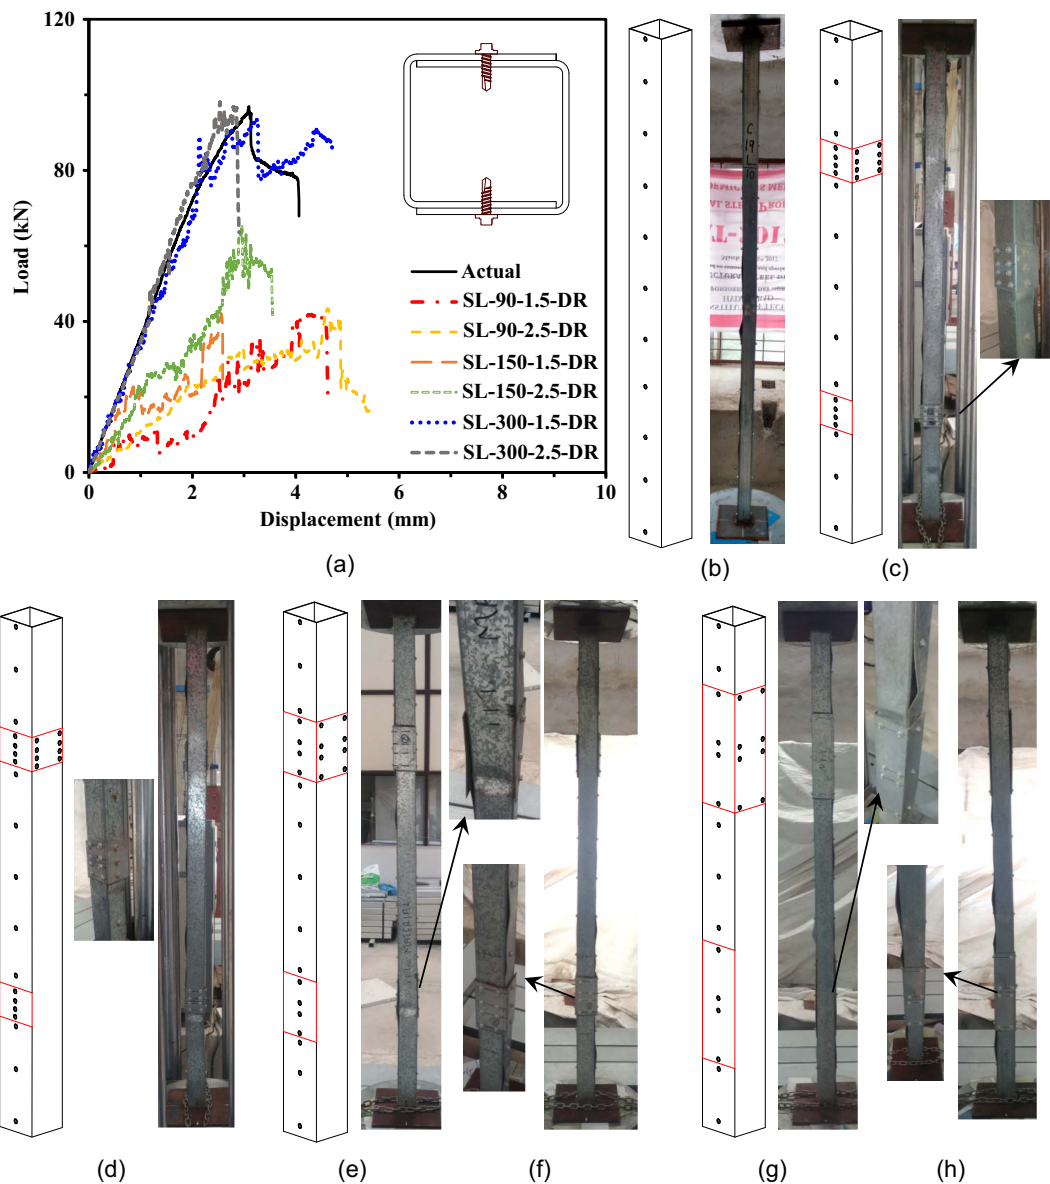 120
80
40
0
Load (kN)
0
2
4
6
8
10
Displacement (mm)
Actual
SL-90-1.5-DR
SL-90-2.5-DR
SL-150-1.5-DR
SL-150-2.5-DR
SL-300-1.5-DR
SL-300-2.5-DR
(a)
C
19
L
10
(b)
(c)
(d)
(e)
(f)
(g)
(h)